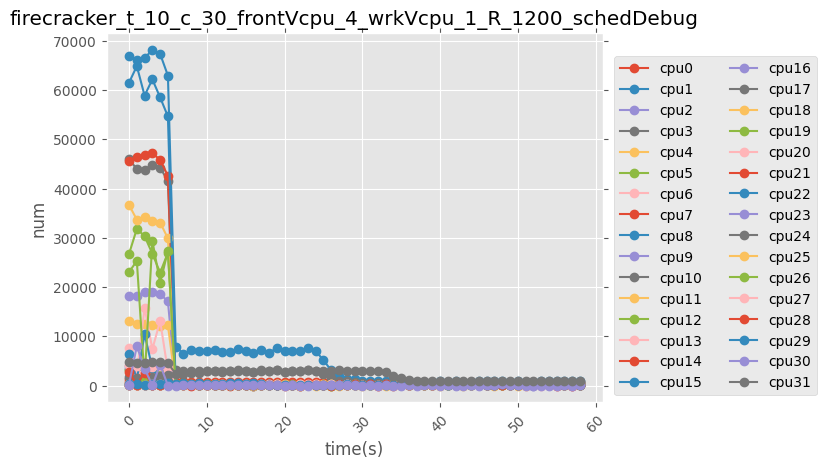 firecracker_t_10_c_30_frontVcpu_4_wrkVcpu_1_R_1200_schedDebug
num
70000
60000
50000
40000
30000
20000
10000
0
0
10
20
30
40
50
60
time(s)
cpu0
cpu1
cpu2
cpu3
cpu4
cpu5
cpu6
cpu7
cpu8
cpu9
cpu10
cpu11
cpu12
cpu13
cpu14
cpu15
cpu16
cpu17
cpu18
cpu19
cpu20
cpu21
cpu22
cpu23
cpu24
cpu25
cpu26
cpu27
cpu28
cpu29
cpu30
cpu31